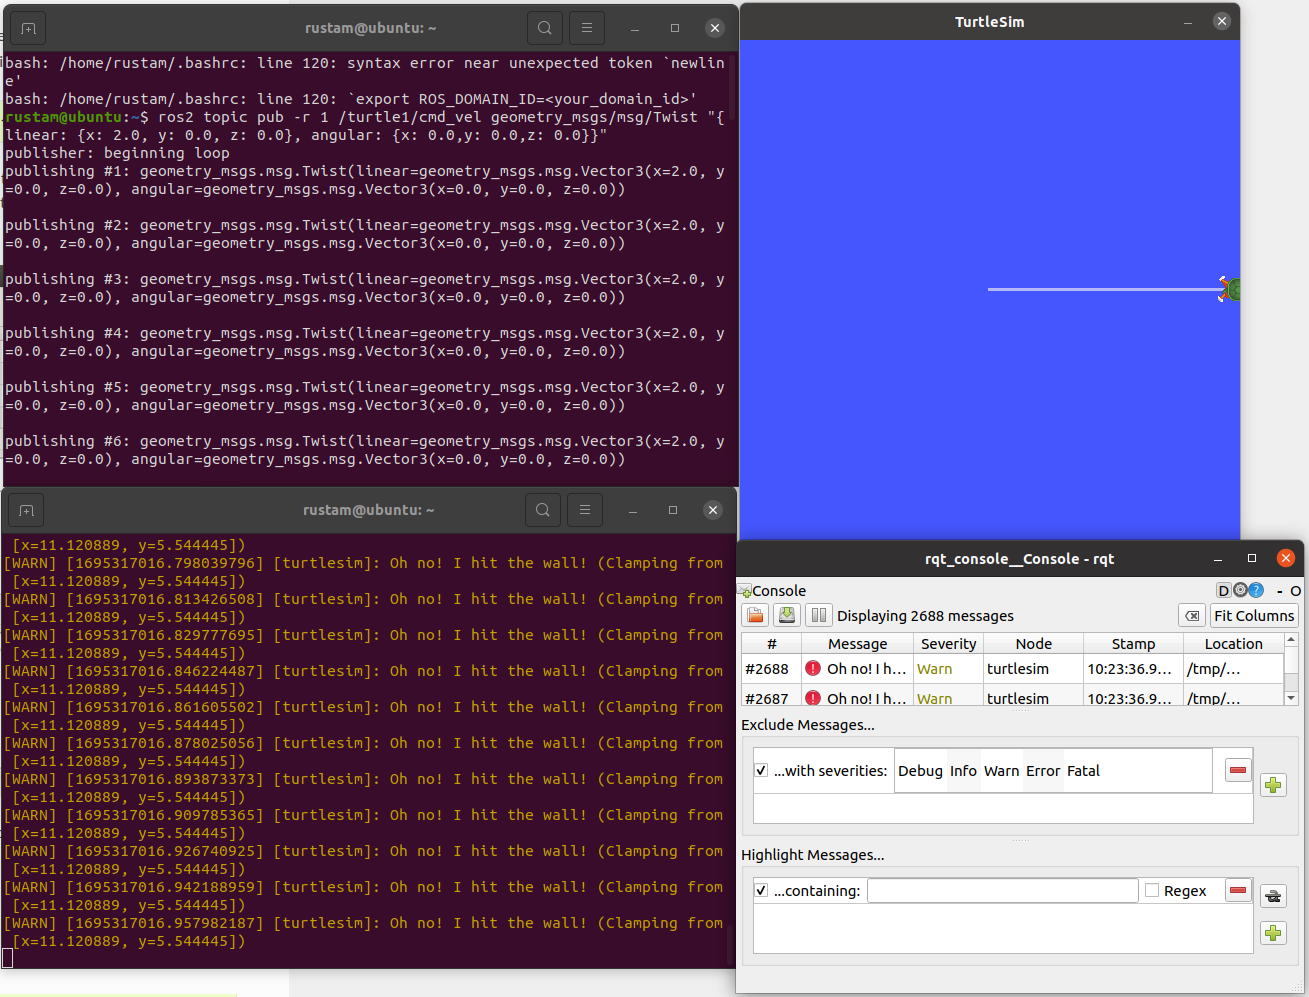 rustam@ubuntu: ~
bash: /home/rustam/.bashrc: line 120: syntax error near unexpected token `newlin
e'
bash: /home/rustam/.bashrc: line 120: `export ROS_DOMAIN_ID=<your_domain_id>'
rustam@ubuntu:~$ ros2 topic pub -r 1 /turtle1/cmd_vel geometry_msgs/msg/Twist "{
linear: {x: 2.0, y: 0.0, z: 0.0}, angular: {x: 0.0,y: 0.0,z: 0.0}}"
publisher: beginning loop
publishing #1: geometry_msgs.msg.Twist(linear=geometry_msgs.msg.Vector3(x=2.0, y
=0.0, z=0.0), angular=geometry_msgs.msg.Vector3(x=0.0, y=0.0, z=0.0))
publishing #2: geometry_msgs.msg.Twist(linear=geometry_msgs.msg.Vector3(x=2.0, y
=0.0, z=0.0), angular=geometry_msgs.msg.Vector3(x=0.0, y=0.0, z=0.0))
publishing #3: geometry_msgs.msg.Twist(linear=geometry_msgs.msg.Vector3(x=2.0, y
=0.0, z=0.0), angular=geometry_msgs.msg.Vector3(x=0.0, y=0.0, z=0.0))
publishing #4: geometry_msgs.msg.Twist(linear=geometry_msgs.msg.Vector3(x=2.0, y
=0.0, z=0.0), angular=geometry_msgs.msg.Vector3(x=0.0, y=0.0, z=0.0))
publishing #5: geometry_msgs.msg.Twist(linear=geometry_msgs.msg.Vector3(x=2.0, y
=0.0, z=0.0), angular=geometry_msgs.msg.Vector3(x=0.0, y=0.0, z=0.0))
publishing #6: geometry_msgs.msg.Twist(linear=geometry_msgs.msg.Vector3(x=2.0, y
=0.0, z=0.0), angular=geometry_msgs.msg.Vector3(x=0.0, y=0.0, z=0.0))
TurtleSim
rustam@ubuntu: ~
[x=11.120889, y=5.544445])
[WARN] [1695317016.798039796] [turtlesim]: Oh no! I hit the wall! (Clamping from
[x=11.120889, y=5.544445])
[WARN] [1695317016.813426508] [turtlesim]: Oh no! I hit the wall! (Clamping from
[x=11.120889, y=5.544445])
[WARN] [1695317016.829777695] [turtlesim]: Oh no! I hit the wall! (Clamping from
[x=11.120889, y=5.544445])
[WARN] [1695317016.846224487] [turtlesim]: Oh no! I hit the wall! (Clamping from
[x=11.120889, y=5.544445])
[WARN] [1695317016.861605502] [turtlesim]: Oh no! I hit the wall! (Clamping from
[x=11.120889, y=5.544445])
[WARN] [1695317016.878025056] [turtlesim]: Oh no! I hit the wall! (Clamping from
[x=11.120889, y=5.544445])
[WARN] [1695317016.893873373] [turtlesim]: Oh no! I hit the wall! (Clamping from
[x=11.120889, y=5.544445])
[WARN] [1695317016.909785365] [turtlesim]: Oh no! I hit the wall! (Clamping from
[x=11.120889, y=5.544445])
[WARN] [1695317016.926740925] [turtlesim]: Oh no! I hit the wall! (Clamping from
[x=11.120889, y=5.544445])
[WARN] [1695317016.942188959] [turtlesim]: Oh no! I hit the wall! (Clamping from
[x=11.120889, y=5.544445])
[WARN] [1695317016.957982187] [turtlesim]: Oh no! I hit the wall! (Clamping from
[x=11.120889, y=5.544445])
rqt_console__Console - rqt
Console D ? - O
Displaying 2688 messages Fit Columns
# Message Severity Node Stamp Location
#2688 Oh no! I h... Warn turtlesim 10:23:36.9... /tmp/...
#2687 Oh no! I h... Warn turtlesim 10:23:36.9... /tmp/...
Exclude Messages...
...with severities: Debug Info Warn Error Fatal
Highlight Messages...
...containing: Regex